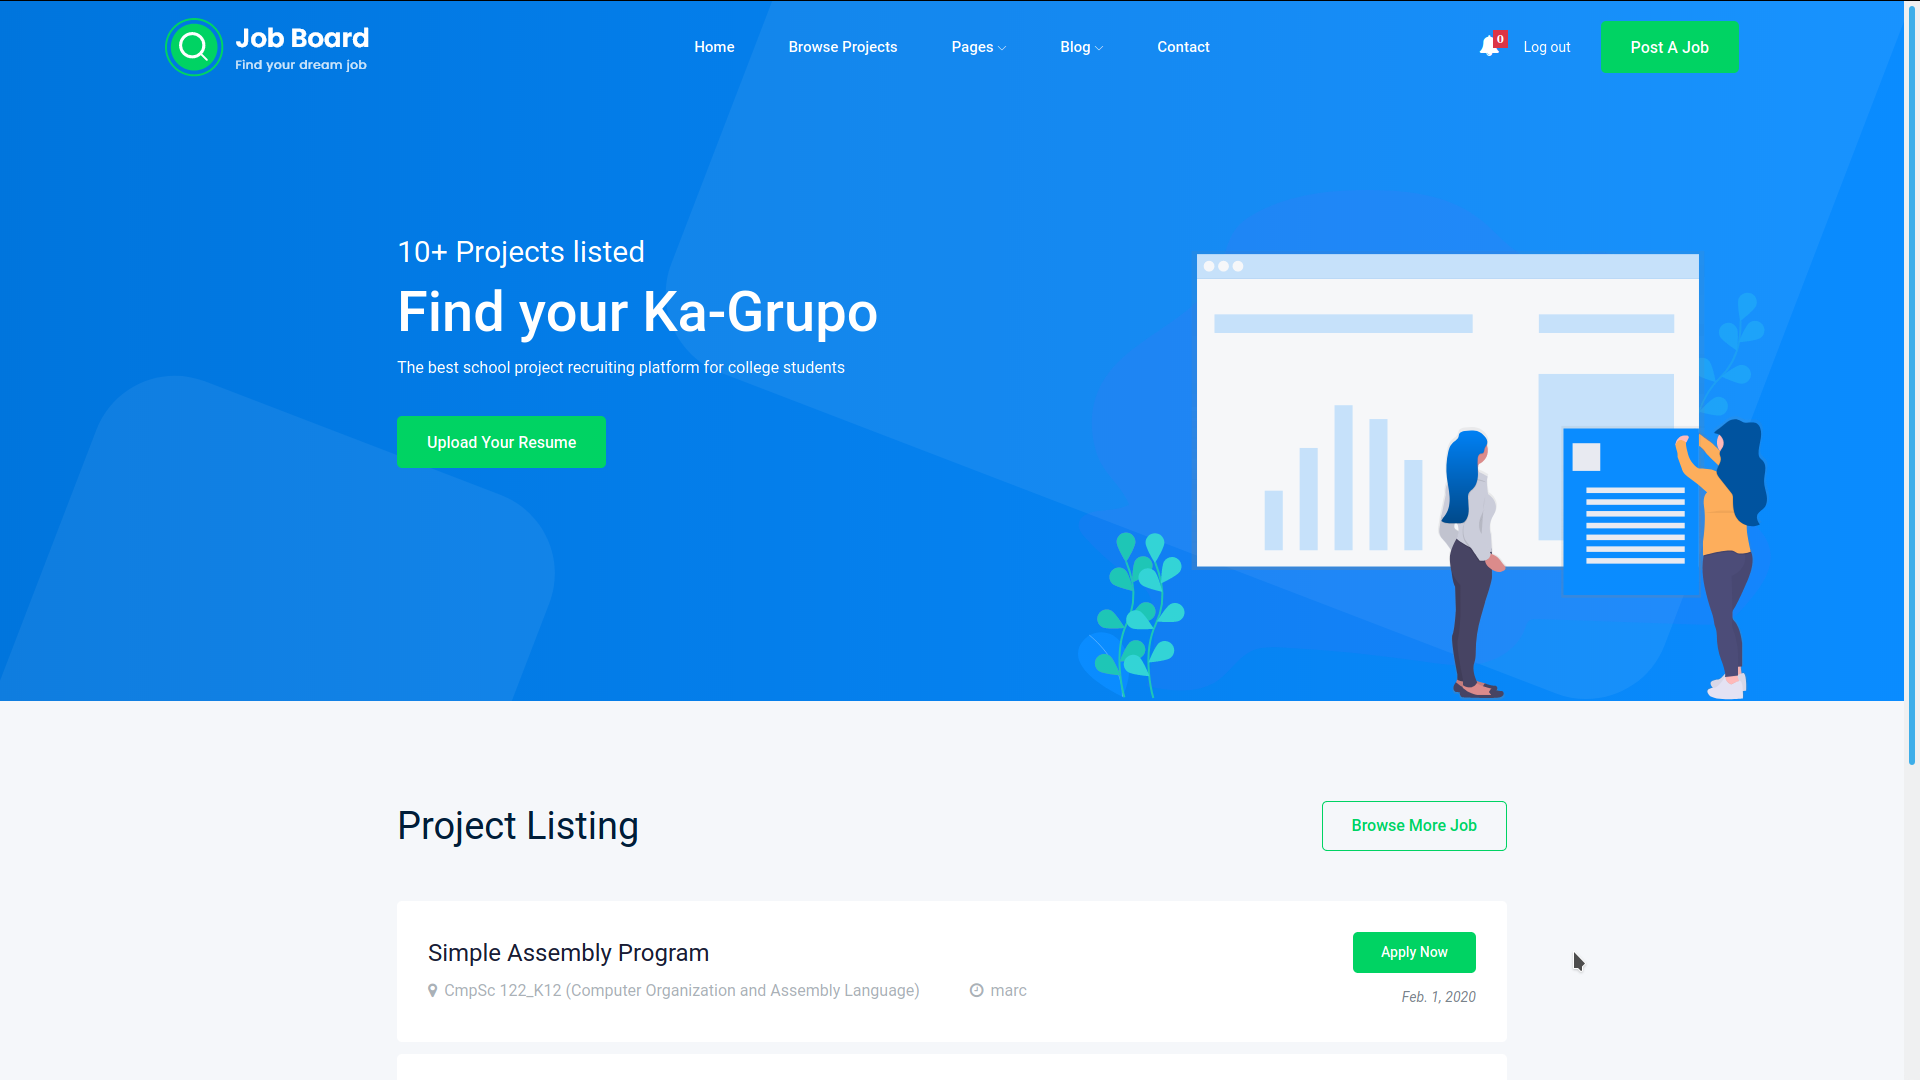 Job Board
Find your dream job
Home
Browse Projects
Pages
Blog
Contact
0
Log out
Post A Job
10+ Projects listed
Find your Ka-Grupo
The best school project recruiting platform for college students
Upload Your Resume
Project Listing
Browse More Job
Simple Assembly Program
Apply Now
CmpSc 122_K12 (Computer Organization and Assembly Language)
marc
Feb. 1, 2020